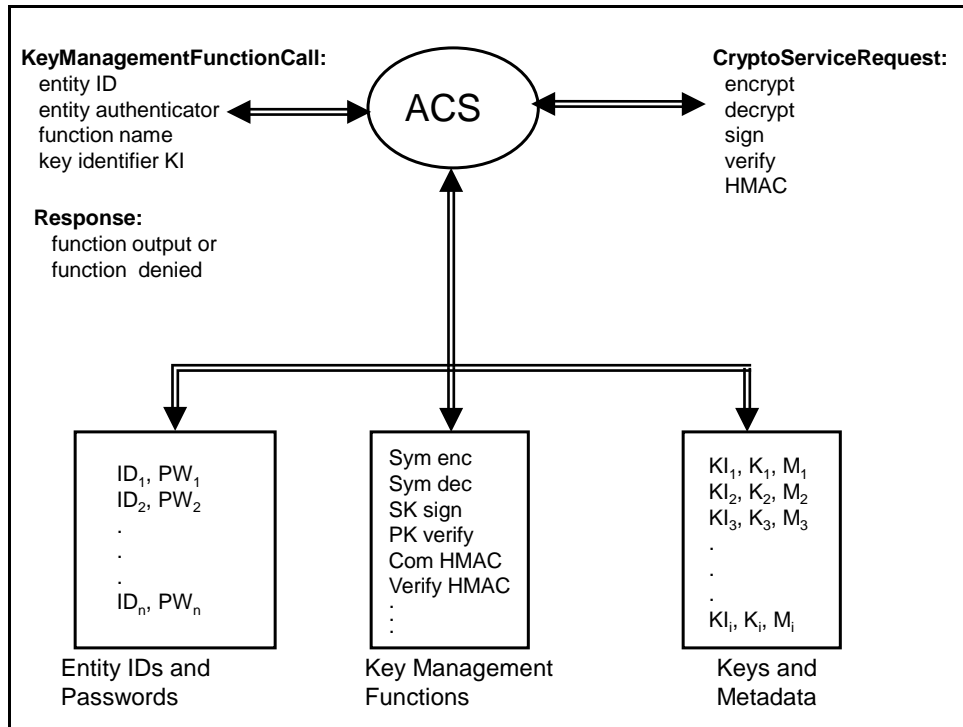 KeyManagementFunctionCall:
entity ID
entity authenticator
function name
key identifier KI
Response:
function output or
function denied
ACS
CryptoServiceRequest:
encrypt
decrypt
sign
verify
HMAC
ID₁, PW₁
ID₂, PW₂
.
.
.
IDₙ, PWₙ
Entity IDs and
Passwords
Sym enc
Sym dec
SK sign
PK verify
Com HMAC
Verify HMAC
.
:
Key Management
Functions
KI₁, K₁, M₁
KI₂, K₂, M₂
KI₃, K₃, M₃
.
.
.
KIᵢ, Kᵢ, Mᵢ
Keys and
Metadata